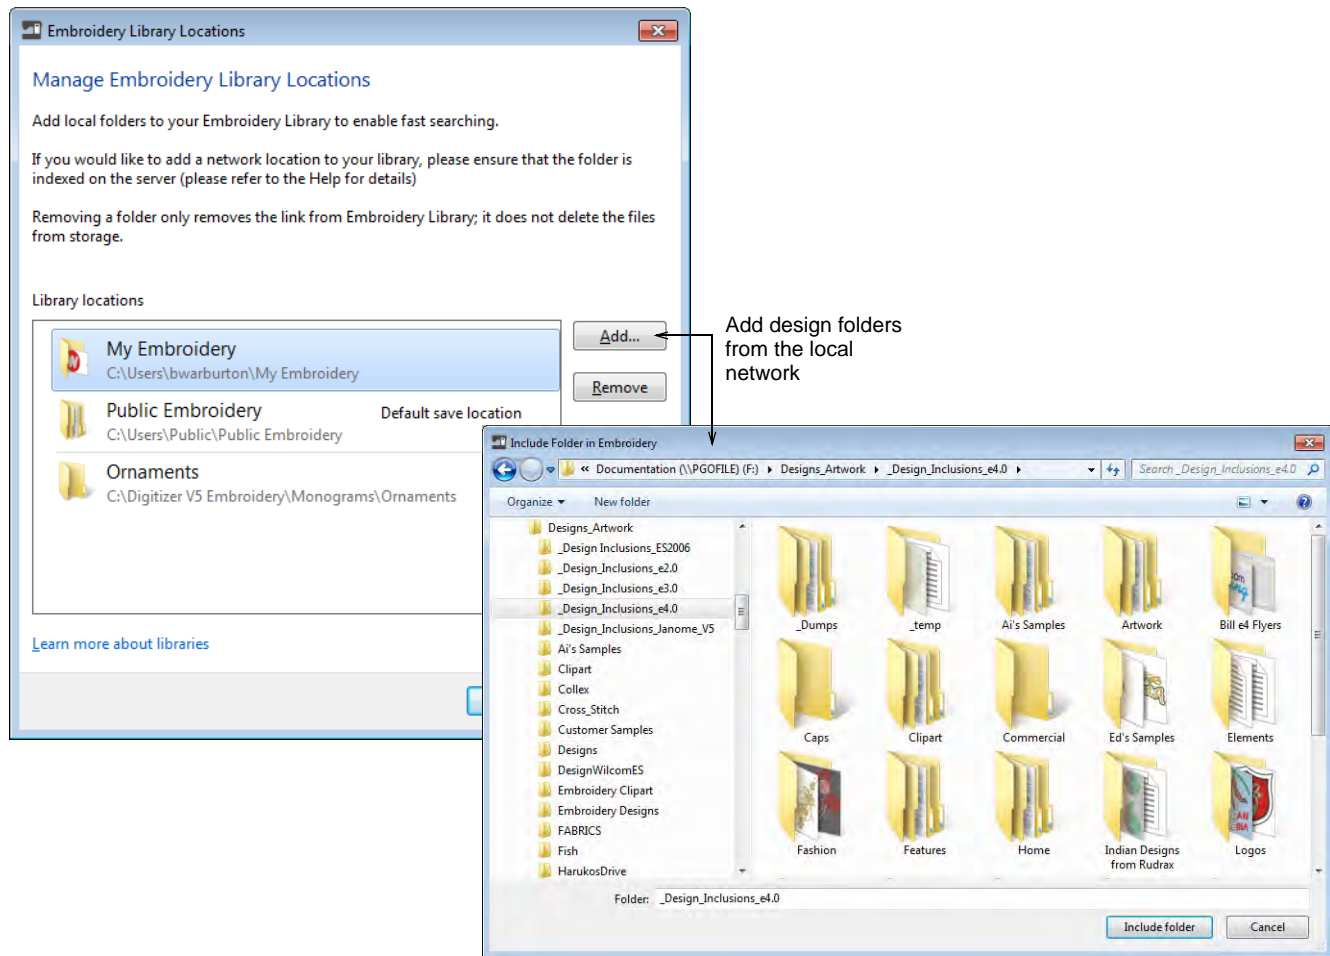 Embroidery Library Locations
Manage Embroidery Library Locations
Add local folders to your Embroidery Library to enable fast searching.
If you would like to add a network location to your library, please ensure that the folder is
indexed on the server (please refer to the Help for details)
Removing a folder only removes the link from Embroidery Library; it does not delete the files
from storage.
Library locations
My Embroidery
C:\Users\bwarburton\My Embroidery
Public Embroidery
Default save location
C:\Users\Public\Public Embroidery
Ornaments
C:\Digitizer V5 Embroidery\Monograms\Ornaments
Add...
Remove
Learn more about libraries
Add design folders
from the local
network
Include Folder in Embroidery
« Documentation (\\PGOFILE) (F:) Designs_Artwork _Design_Inclusions_e4.0
Search _Design_Inclusions_e4.0
Organize
New folder
Designs_Artwork
_Design Inclusions_ES2006
_Design_Inclusions_e2.0
_Design_Inclusions_e3.0
_Design_Inclusions_e4.0
_Design_Inclusions_Janome_V5
Ai's Samples
Clipart
Collex
Cross_Stitch
Customer Samples
Designs
DesignWilcomES
Embroidery Clipart
Embroidery Designs
FABRICS
Fish
HarukosDrive
_Dumps
_temp
Ai's Samples
Artwork
Bill e4 Flyers
Caps
Clipart
Commercial
Ed's Samples
Elements
Fashion
Features
Home
Indian Designs
from Rudrax
Logos
Folder: _Design_Inclusions_e4.0
Include folder
Cancel